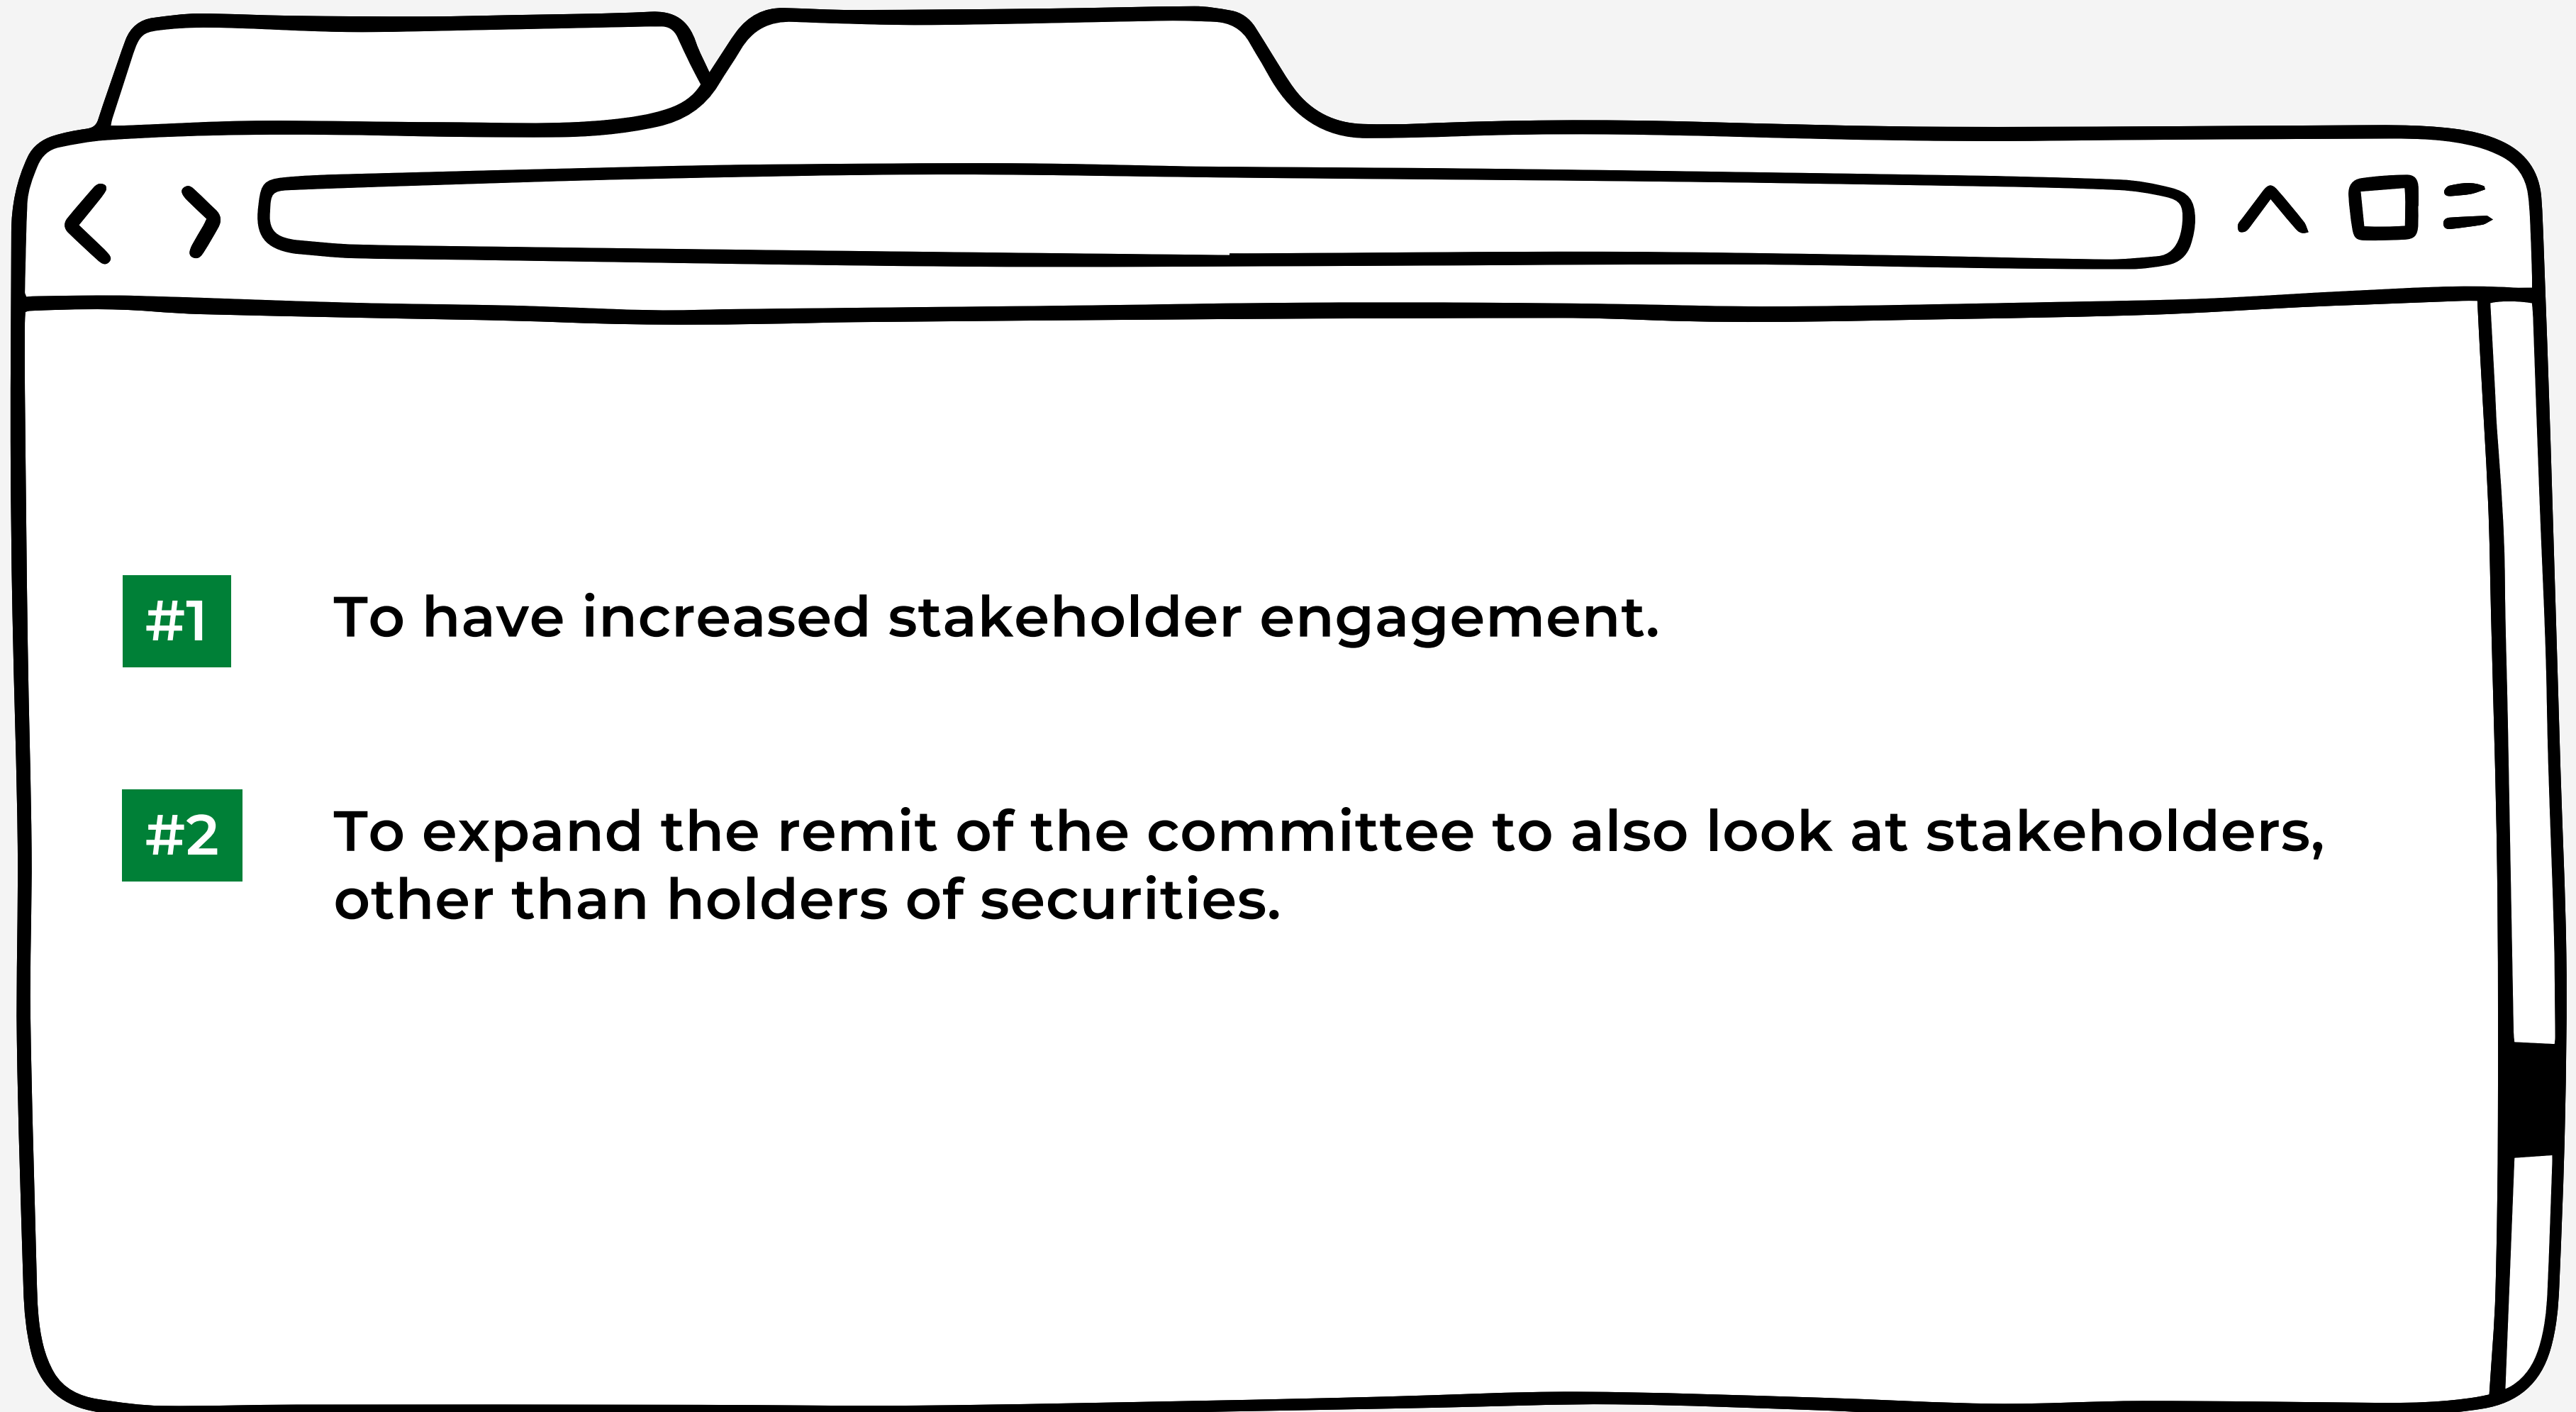 #1 To have increased stakeholder engagement.
#2 To expand the remit of the committee to also look at stakeholders,
other than holders of securities.